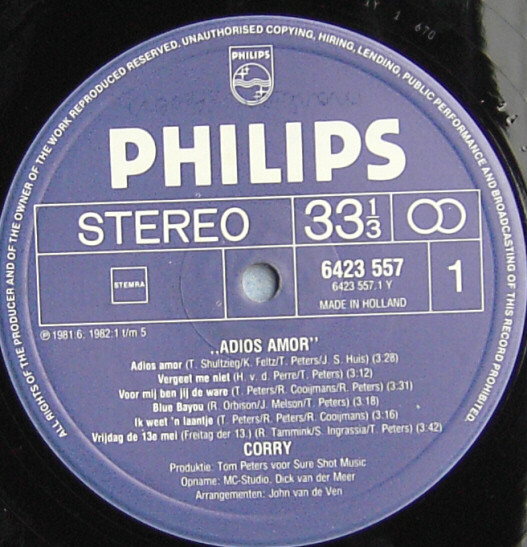 ALL RIGHTS OF THE PRODUCER AND OF THE OWNER OF THE WORK REPRODUCED RESERVED. UNAUTHORISED COPYING, HIRING, LENDING, PUBLIC PERFORMANCE AND BROADCASTING OF THIS RECORD PROHIBITED.
1 670
PHILIPS
PHILIPS
STEREO 33 1/3
STEMRA
6423 557
6423 557.1 Y
MADE IN HOLLAND
1
℗ 1981:6; 1982:1 t/m 5
,,ADIOS AMOR"
Adios amor (T. Shultzieg/K. Feltz/T. Peters/J. S. Huis) (3:28)
Vergeet me niet (H. v. d. Perre/T. Peters) (3:12)
Voor mij ben jij de ware (T. Peters/R. Cooijmans/R. Peters) (3:31)
Blue Bayou (R. Orbison/J. Melson/T. Peters) (3:18)
Ik weet 'n laantje (T. Peters/R. Peters/R. Cooijmans) (3:16)
Vrijdag de 13e mei (Freitag der 13.) (R. Tammink/S. Ingrassia/T. Peters) (3:42)
CORRY
Produktie: Tom Peters voor Sure Shot Music
Opname: MC-Studio, Dick van der Meer
Arrangementen: John van de Ven